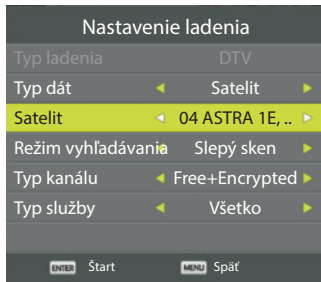 Nastavenie ladenia
Typ ladenia DTV
Typ dát Satelit
Satelit 04 ASTRA 1E, ..
Režim vyhľadávania Slepý sken
Typ kanálu Free+Encrypted
Typ služby Všetko
ENTER Štart MENU Späť